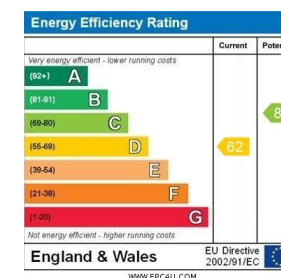 Energy Efficiency Rating
Current
Very energy efficient - lower running costs
(92+) A
(81-91) B
(69-80) C
(55-68) D 62
(39-54) E
(21-38) F
(1-20) G
Not energy efficient - higher running costs
England & Wales
EU Directive
2002/91/EC
WWW.EPC4U.COM